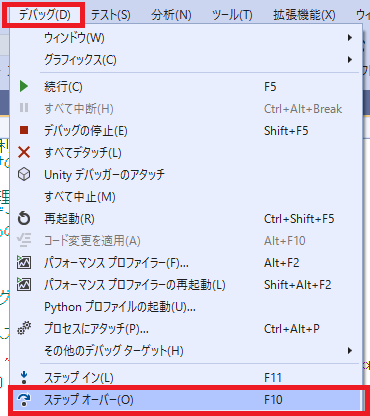 デバッグ(D) テスト(S) 分析(N) ツール(T) 拡張機能(X)
ウィンドウ(W)
グラフィックス(C)
続行(C) F5
すべて中断(H) Ctrl+Alt+Break
デバッグの停止(E) Shift+F5
すべてデタッチ(L)
Unity デバッガーのアタッチ
すべて中止(M)
再起動(R) Ctrl+Shift+F5
コード変更を適用(A) Alt+F10
パフォーマンス プロファイラー(F)... Alt+F2
パフォーマンス プロファイラーの再起動(L) Shift+Alt+F2
Python プロファイルの起動(U)...
プロセスにアタッチ(P)... Ctrl+Alt+P
その他のデバッグ ターゲット(H)
ステップ イン(L) F11
ステップ オーバー(O) F10